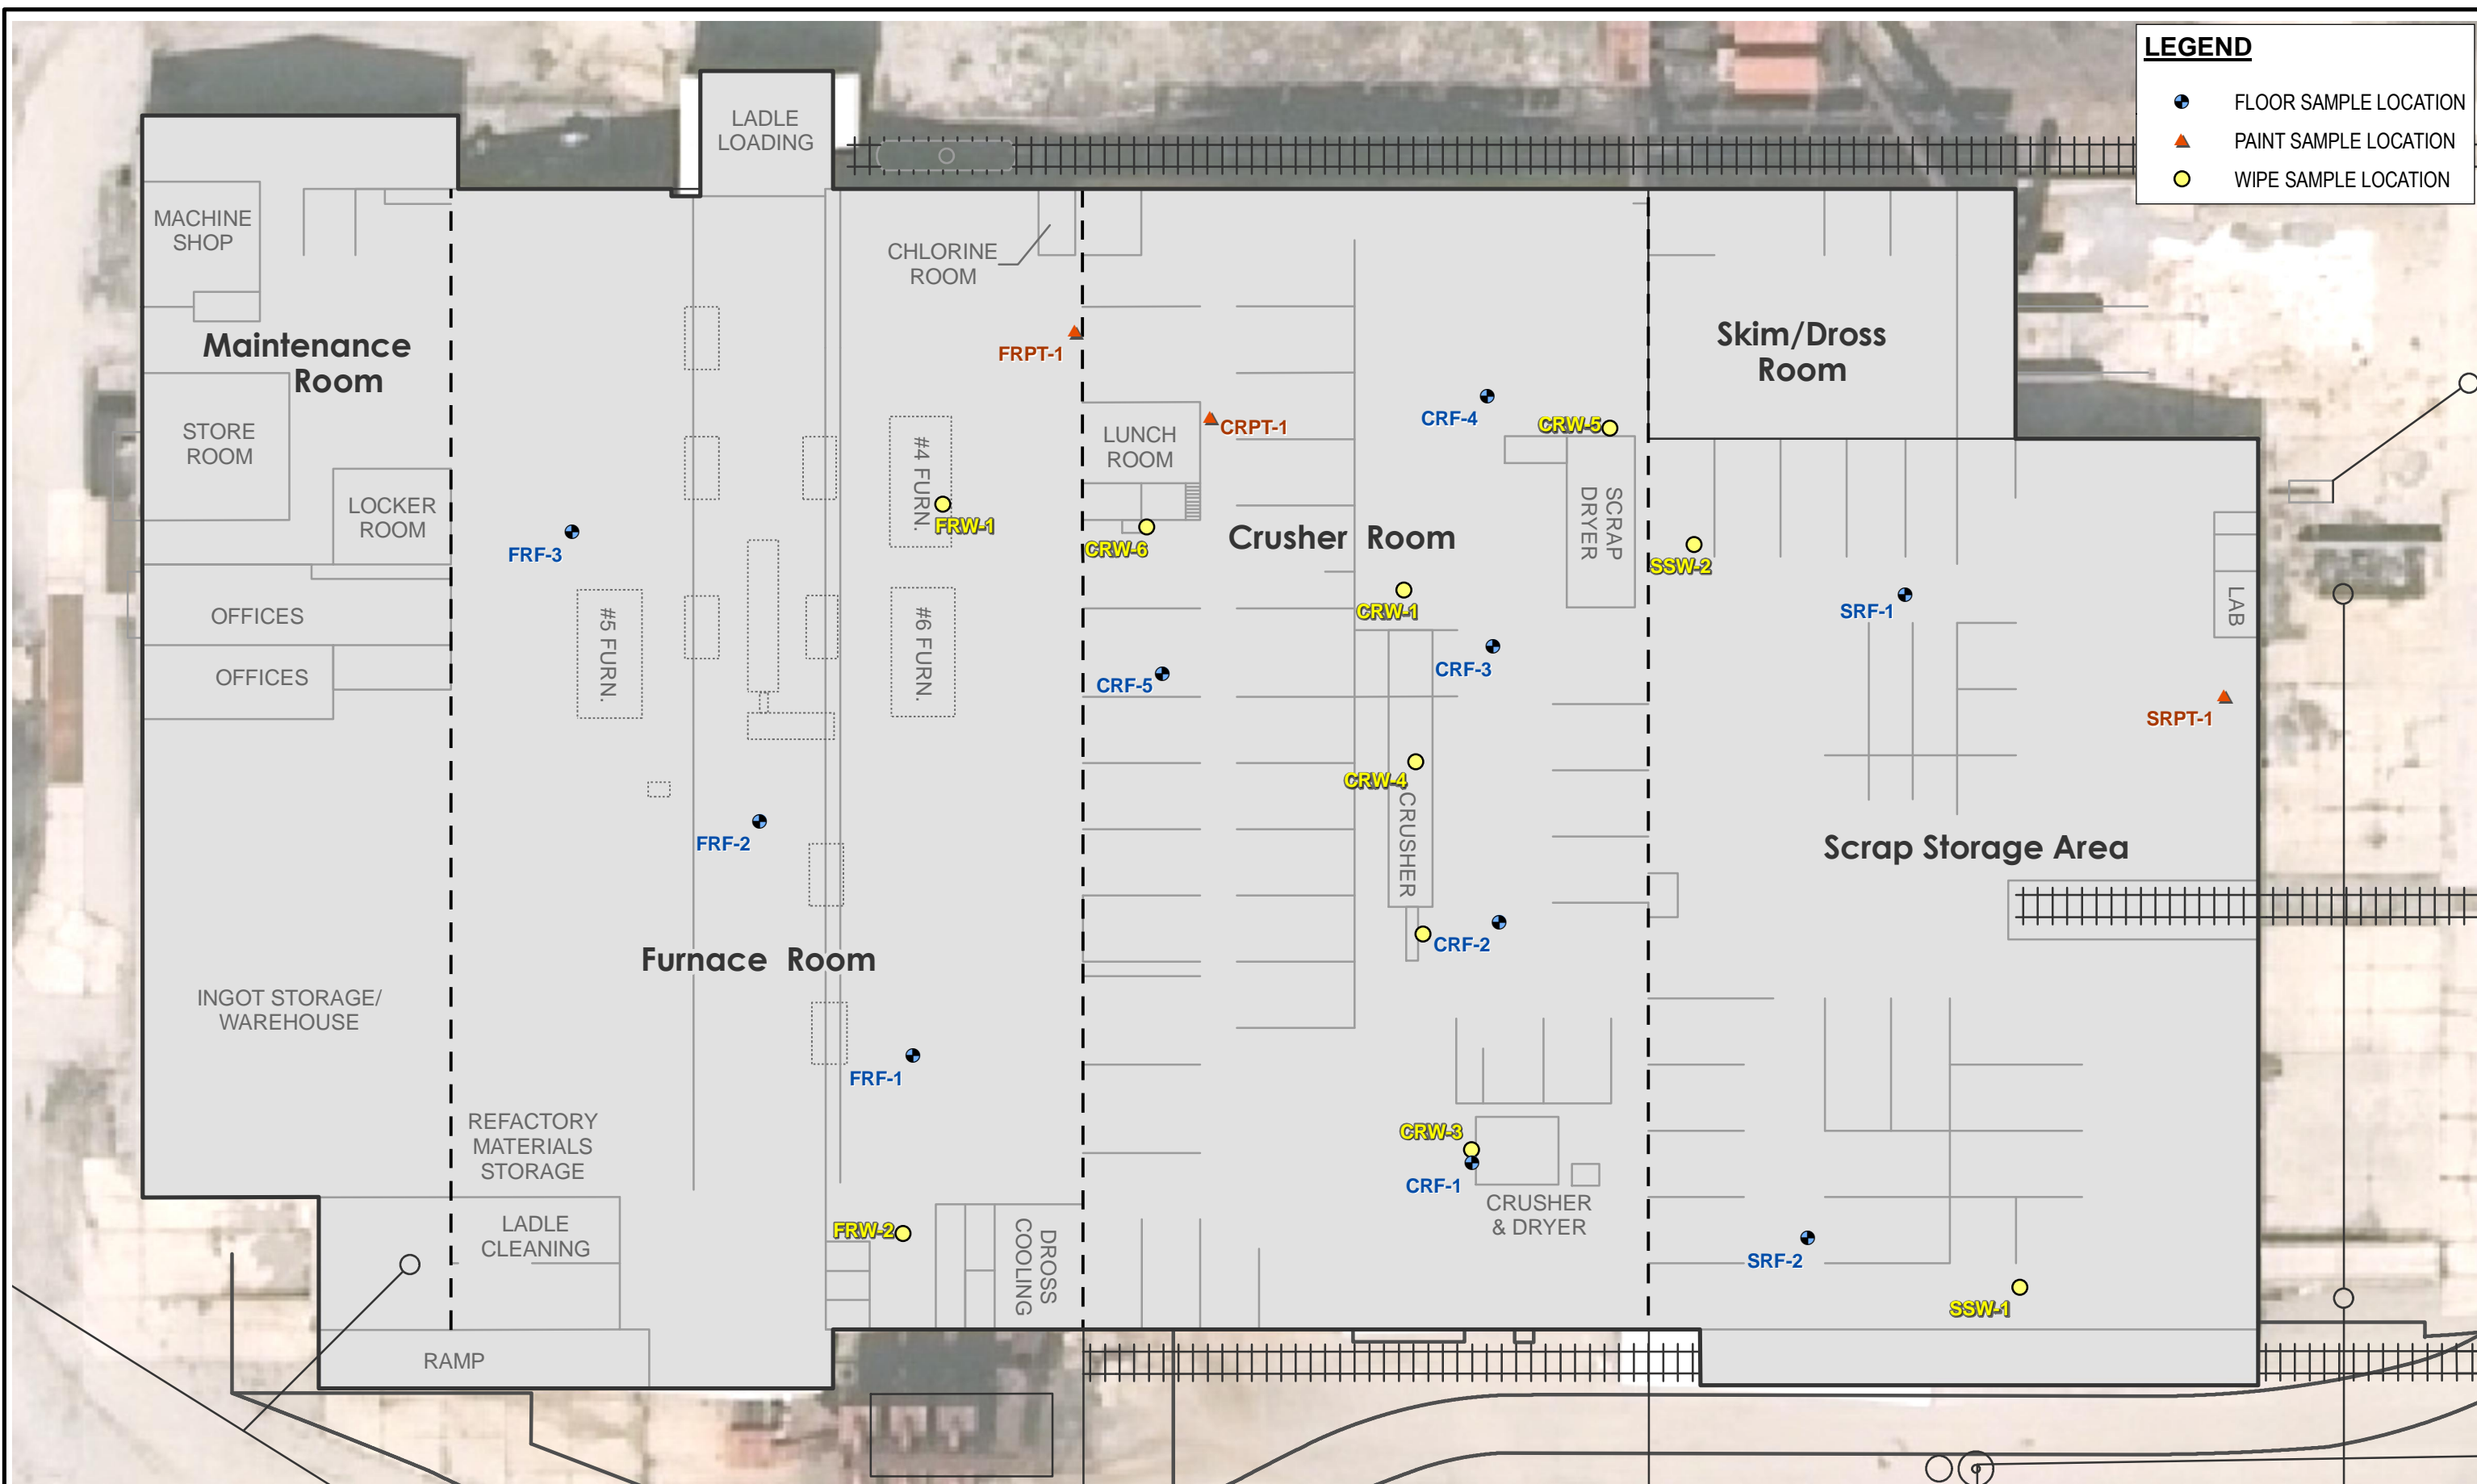 LEGEND
FLOOR SAMPLE LOCATION
PAINT SAMPLE LOCATION
WIPE SAMPLE LOCATION
LADLE
LOADING
MACHINE
SHOP
CHLORINE
ROOM
Maintenance
Room
FRPT-1
Skim/Dross
Room
STORE
ROOM
LOCKER
ROOM
#4 FURN.
FRW-1
LUNCH
ROOM
CRPT-1
CRF-4
CRW-5
SCRAP
DRYER
FRF-3
CRW-6
Crusher Room
SSW-2
CRW-1
SRF-1
LAB
OFFICES
OFFICES
#5 FURN.
#6 FURN.
CRF-5
CRF-3
SRPT-1
CRW-4
CRUSHER
FRF-2
Scrap Storage Area
CRF-2
Furnace Room
INGOT STORAGE/
WAREHOUSE
FRF-1
REFACTORY
MATERIALS
STORAGE
CRW-3
CRF-1
CRUSHER
& DRYER
LADLE
CLEANING
FRW-2
DROSS
COOLING
SRF-2
SSW-1
RAMP